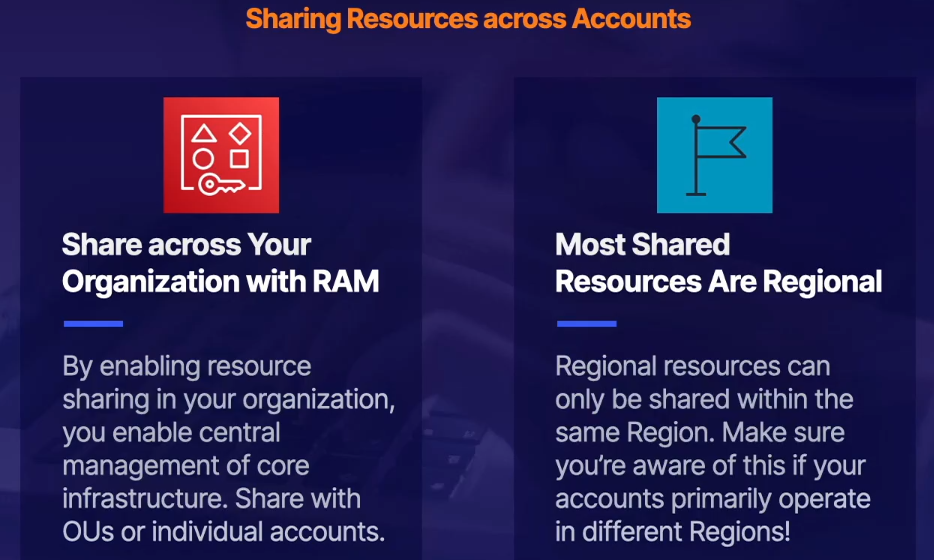 Sharing Resources across Accounts
Share across Your
Organization with RAM
By enabling resource
sharing in your organization,
you enable central
management of core
infrastructure. Share with
OUs or individual accounts.
Most Shared
Resources Are Regional
Regional resources can
only be shared within the
same Region. Make sure
you’re aware of this if your
accounts primarily operate
in different Regions!